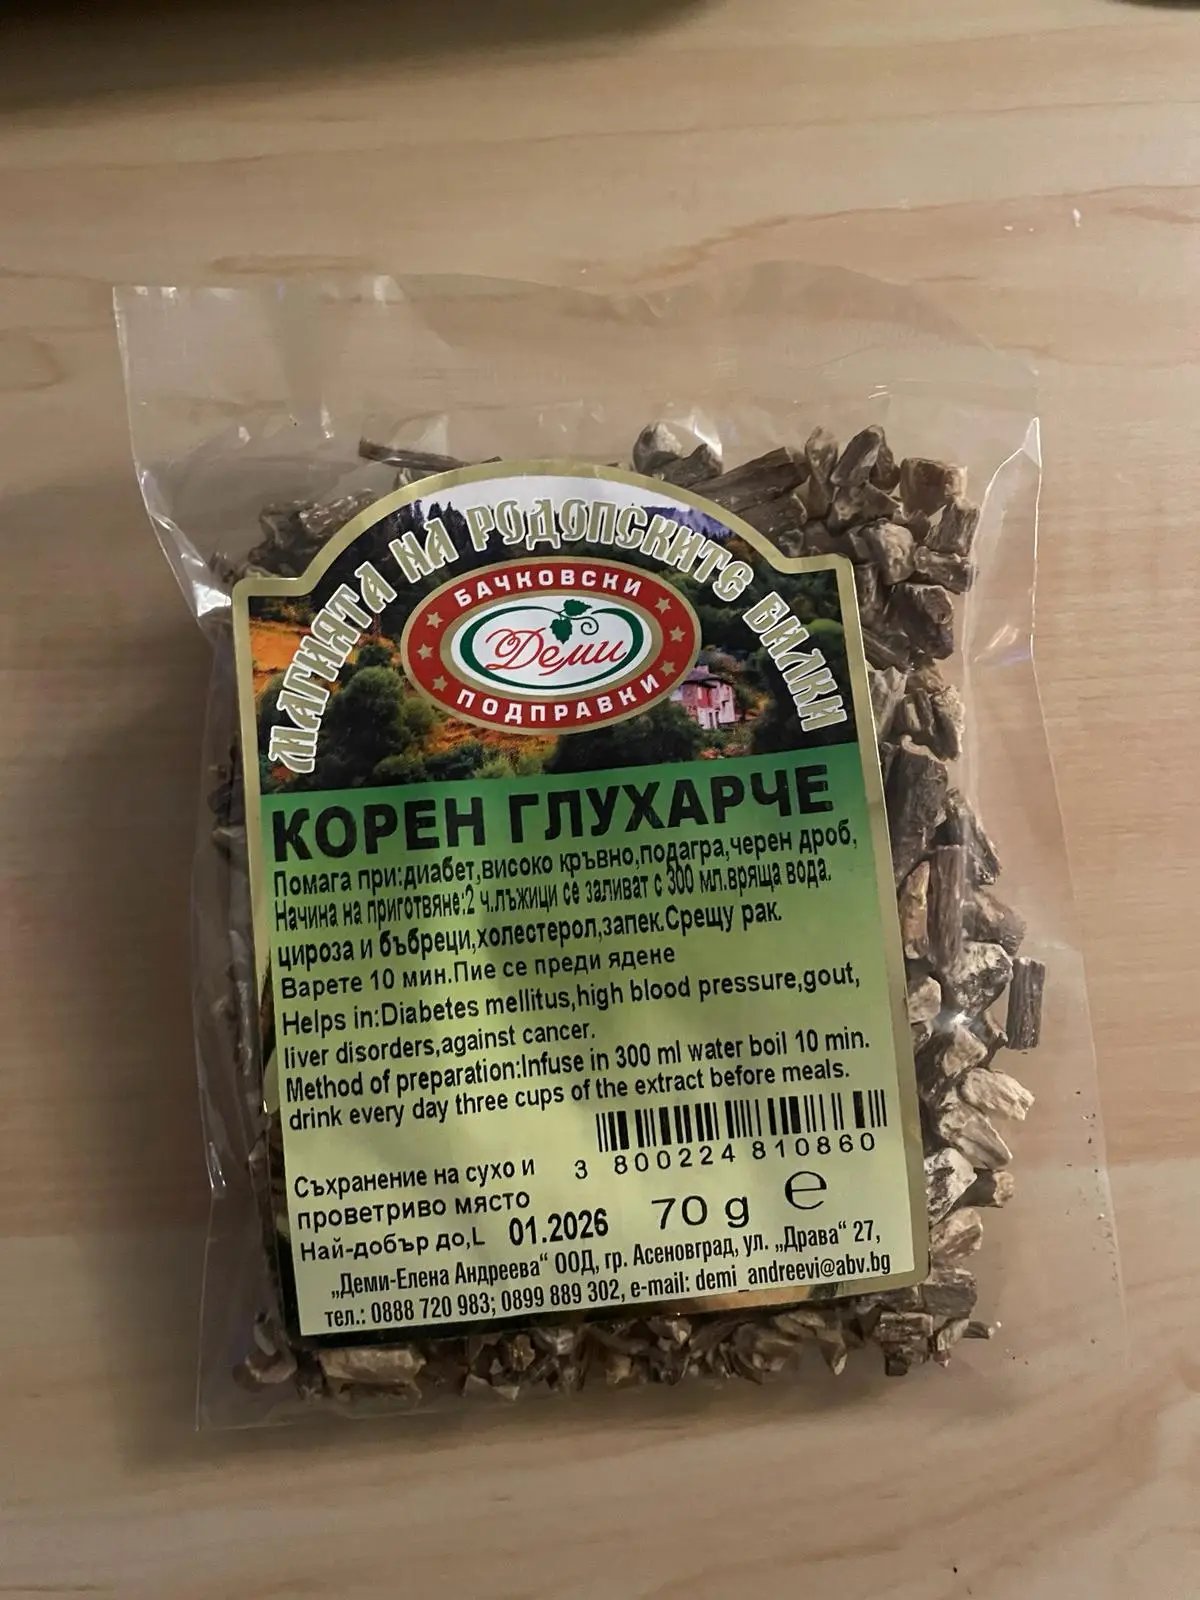 МАГИЯТА НА РОДОПСКИТЕ БИЛКИ
БАЧКОВСКИ
Деми
ПОДПРАВКИ
КОРЕН ГЛУХАРЧЕ
Помага при:диабет,високо кръвно,подагра,черен дроб,
Начина на приготвяне:2 ч.лъжици се заливат с 300 мл.вряща вода.
цироза и бъбреци,холестерол,запек.Срещу рак.
Варете 10 мин.Пие се преди ядене
Helps in:Diabetes mellitus,high blood pressure,gout,
liver disorders,against cancer.
Method of preparation:Infuse in 300 ml water boil 10 min.
drink every day three cups of the extract before meals.
3 800224 810860
Съхранение на сухо и
проветриво място
70 g e
Най-добър до,L 01.2026
„Деми-Елена Андреева“ ООД, гр. Асеновград, ул. „Драва“ 27,
тел.: 0888 720 983; 0899 889 302, e-mail: demi_andreevi@abv.bg